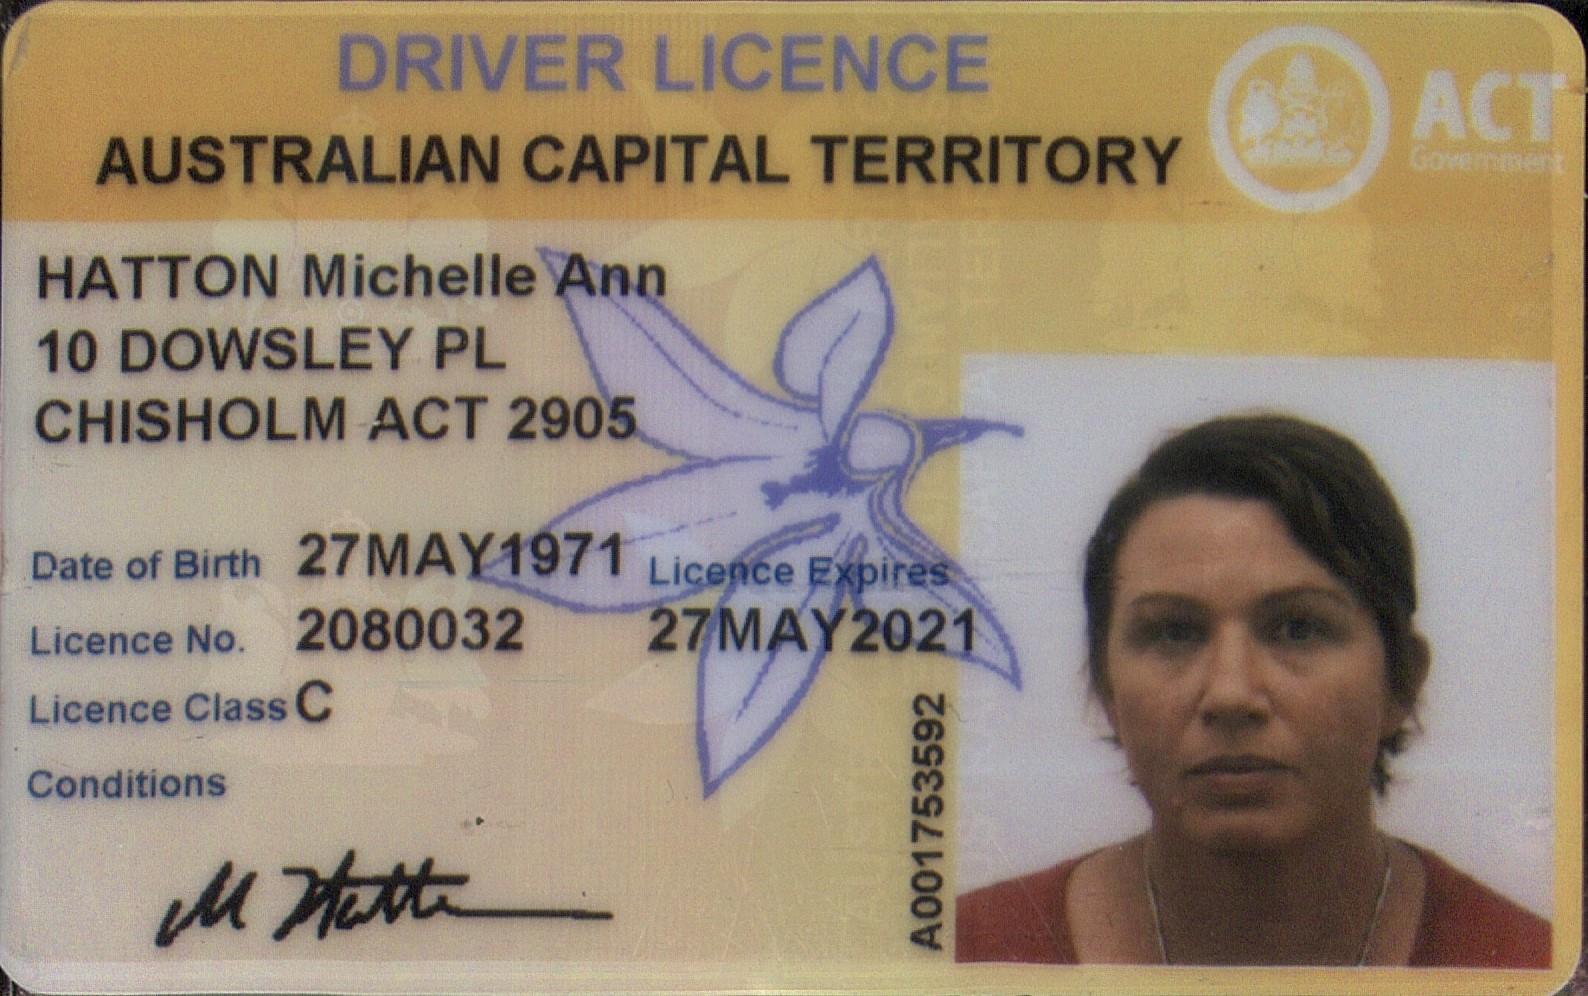 DRIVER LICENCE
AUSTRALIAN CAPITAL TERRITORY
ACT
Government
HATTON Michelle Ann
10 DOWSLEY PL
CHISHOLM ACT 2905
Date of Birth 27MAY1971
Licence Expires
Licence No. 2080032
27MAY2021
Licence Class C
Conditions
M Hatton
A001753592